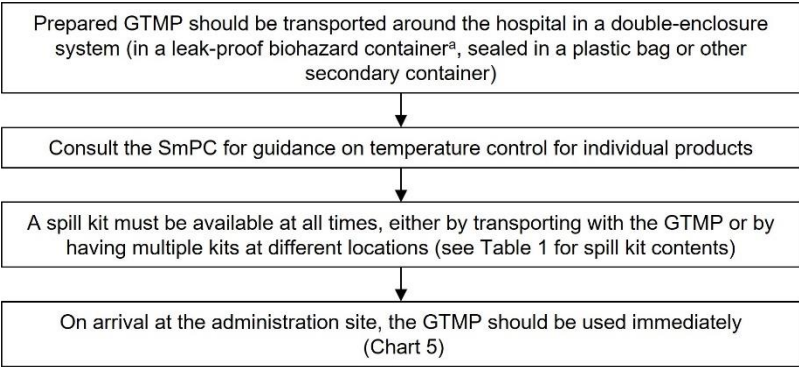 Prepared GTMP should be transported around the hospital in a double-enclosure
system (in a leak-proof biohazard containerᵃ, sealed in a plastic bag or other
secondary container)
Consult the SmPC for guidance on temperature control for individual products
A spill kit must be available at all times, either by transporting with the GTMP or by
having multiple kits at different locations (see Table 1 for spill kit contents)
On arrival at the administration site, the GTMP should be used immediately
(Chart 5)